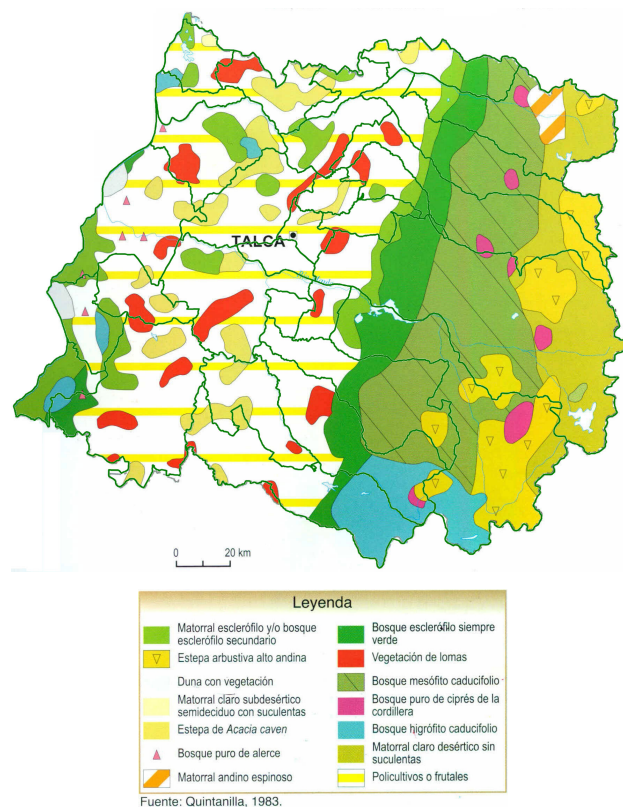 TALCA
0 20 km
Leyenda
Matorral esclerófilo y/o bosque
esclerófilo secundario
Estepa arbustiva alto andina
Duna con vegetación
Matorral claro subdesértico
semideciduo con suculentas
Estepa de Acacia caven
Bosque puro de alerce
Matorral andino espinoso
Bosque esclerófilo siempre
verde
Vegetación de lomas
Bosque mesófito caducifolio
Bosque puro de ciprés de la
cordillera
Bosque higrófito caducifolio
Matorral claro desértico sin
suculentas
Policultivos o frutales
Fuente: Quintanilla, 1983.